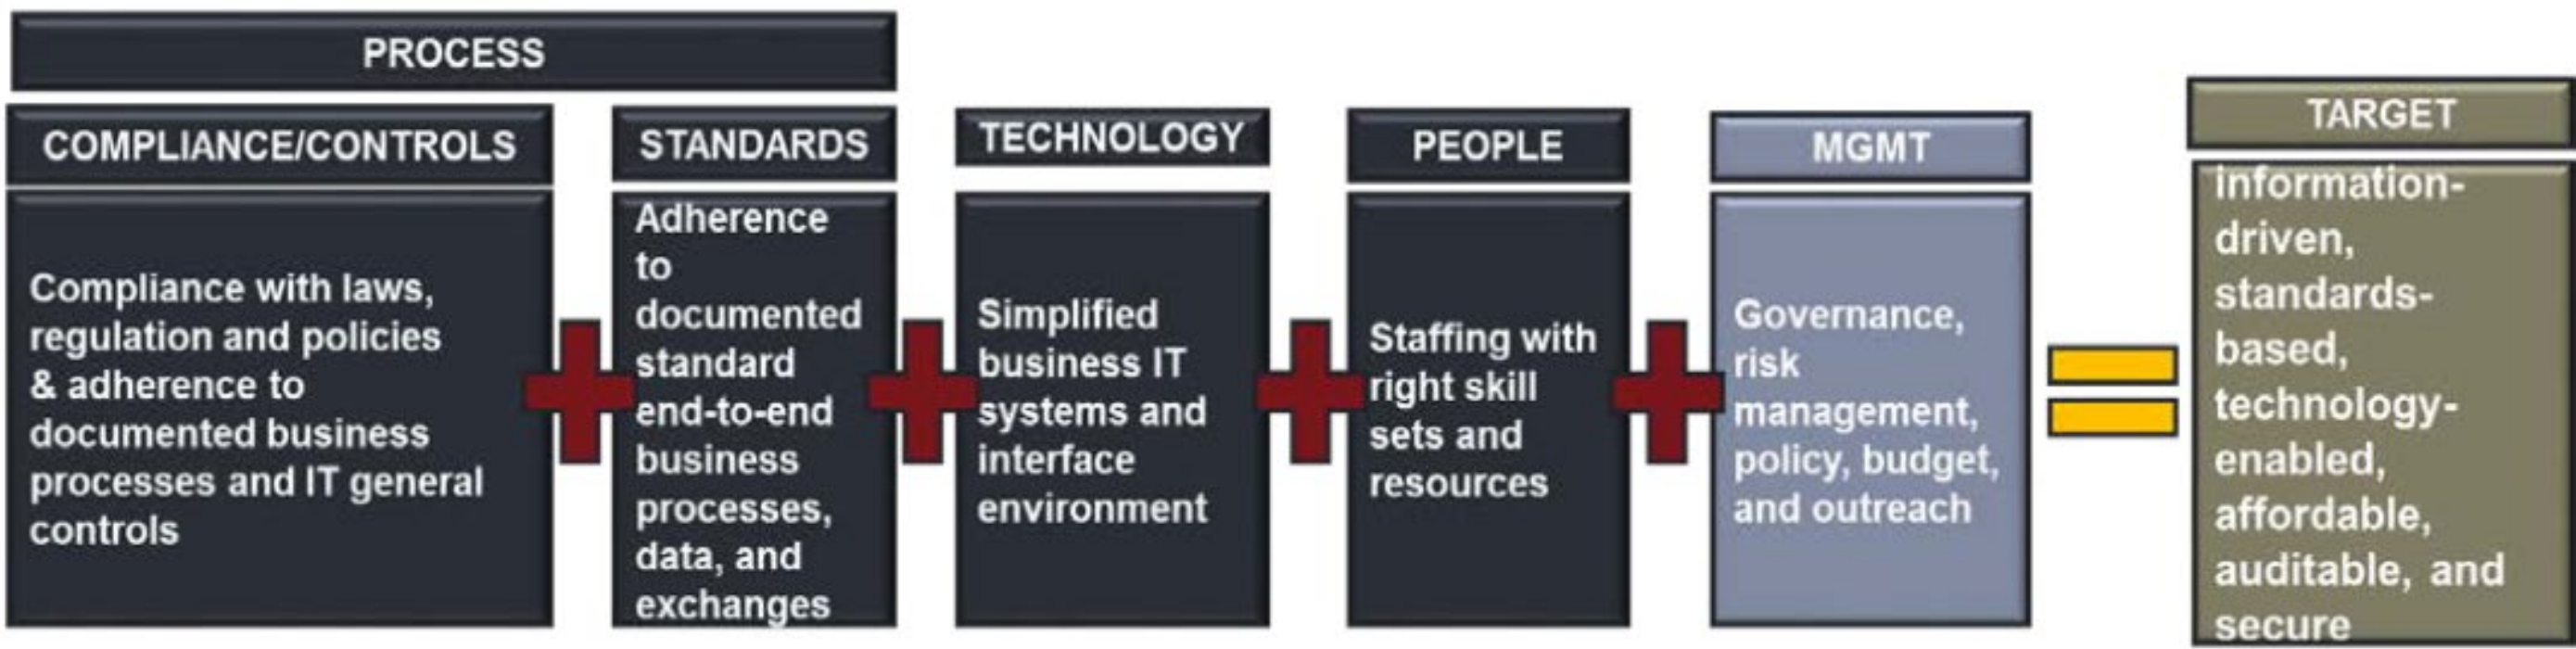 PROCESS
COMPLIANCE/CONTROLS
Compliance with laws,
regulation and policies
& adherence to
documented business
processes and IT general
controls
STANDARDS
Adherence
to
documented
standard
end-to-end
business
processes,
data, and
exchanges
TECHNOLOGY
Simplified
business IT
systems and
interface
environment
PEOPLE
Staffing with
right skill
sets and
resources
MGMT
Governance,
risk
management,
policy, budget,
and outreach
TARGET
information-
driven,
standards-
based,
technology-
enabled,
affordable,
auditable, and
secure